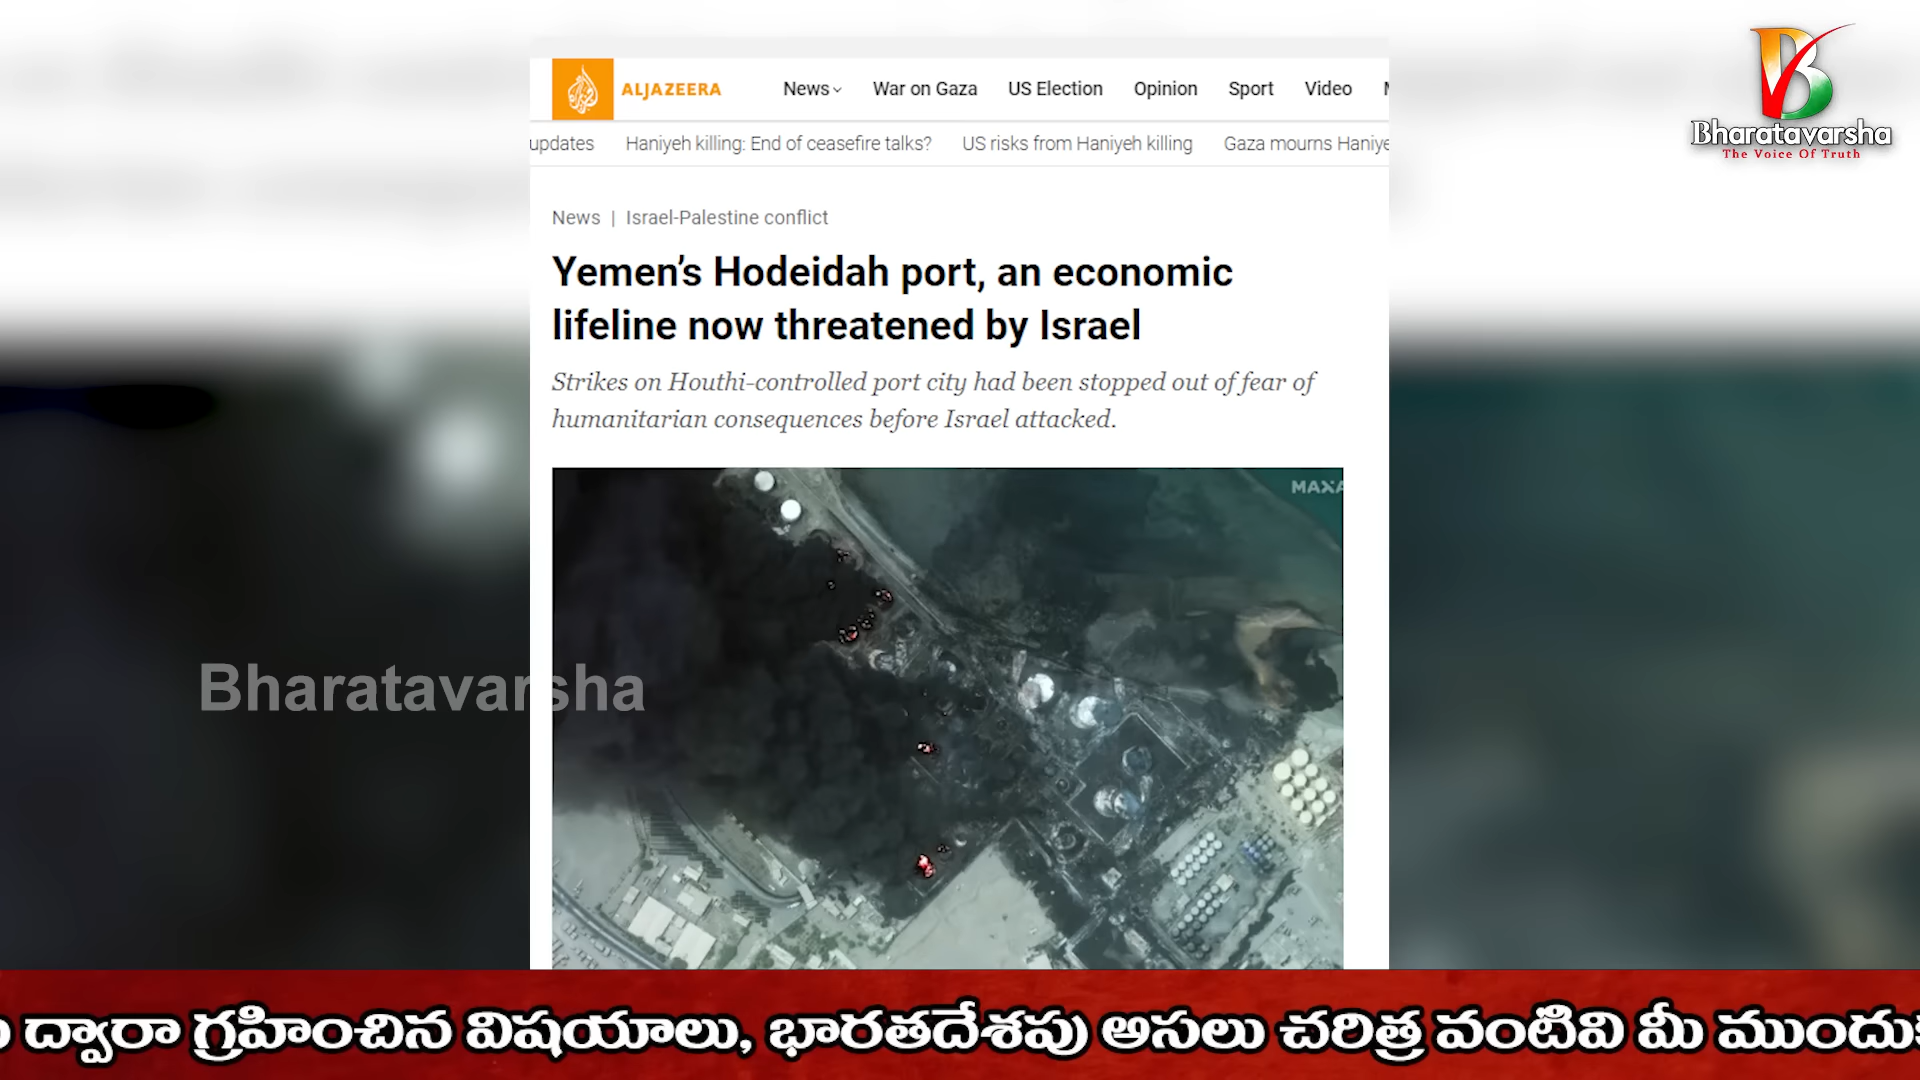 ALJAZEERA
News
War on Gaza
US Election
Opinion
Sport
Video
updates
Haniyeh killing: End of ceasefire talks?
US risks from Haniyeh killing
Gaza mourns
Bharatavarsha
The Voice Of Truth
News | Israel-Palestine conflict
Yemen's Hodeidah port, an economic
lifeline now threatened by Israel
Strikes on Houthi-controlled port city had been stopped out of fear of
humanitarian consequences before Israel attacked.
Bharatavarsha
ద్వారా గ్రహించిన విషయాలు, భారతదేశపు అసలు చరిత్ర వంటివి మీ